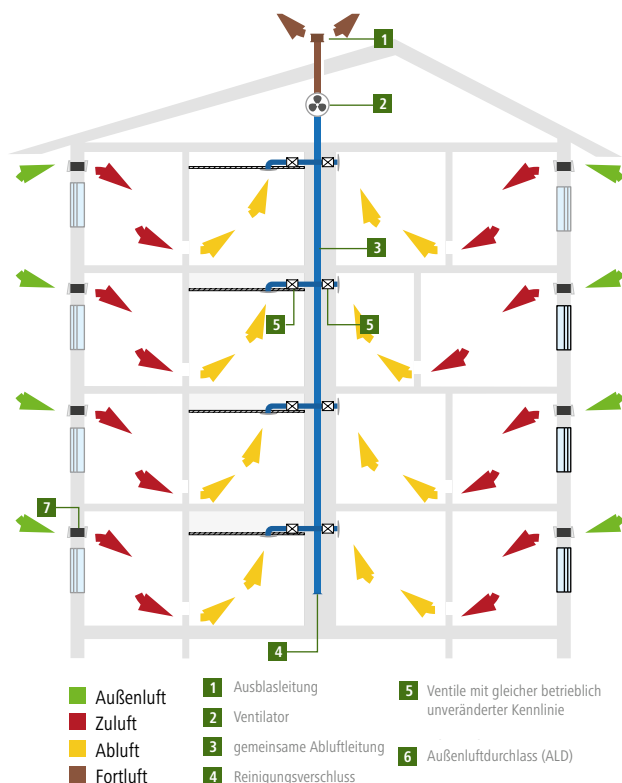 1
2
3
5
5
7
4
Außenluft
Zuluft
Abluft
Fortluft
1 Ausblasleitung
2 Ventilator
3 gemeinsame Abluftleitung
4 Reinigungsverschluss
5 Ventile mit gleicher betrieblich
unveränderter Kennlinie
6 Außenluftdurchlass (ALD)